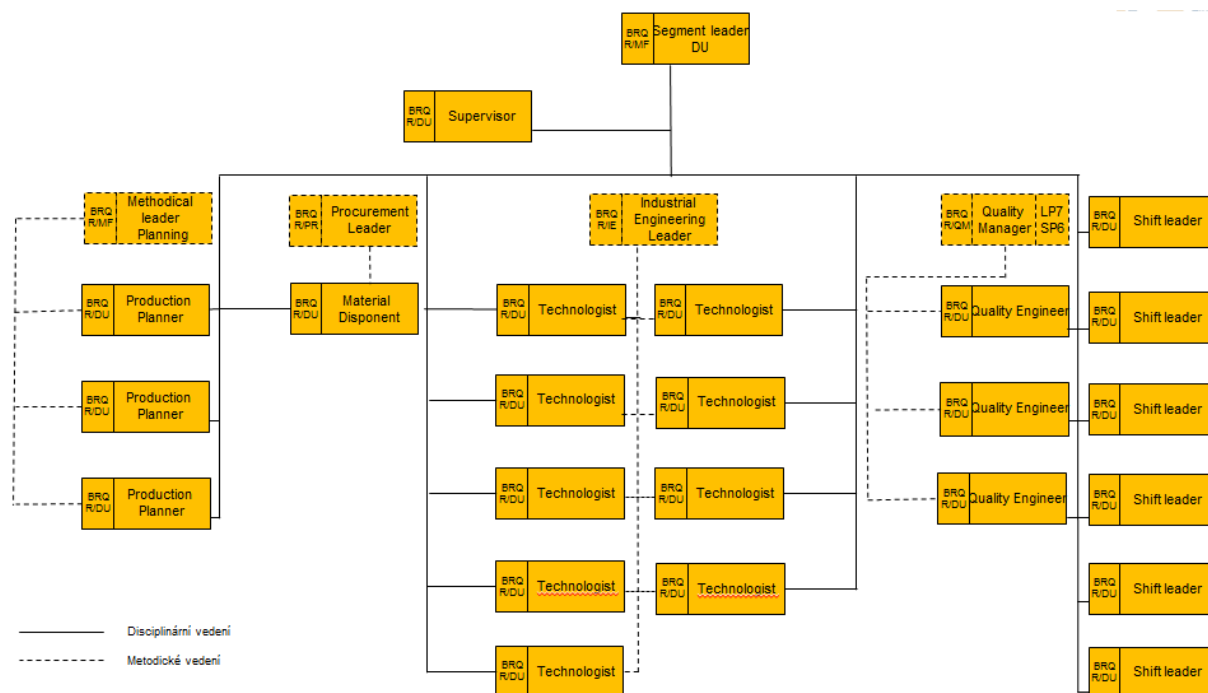 BRQ
R/MF
Segment leader
DU
BRQ
R/DU
Supervisor
BRQ
R/MF
Methodical
leader
Planning
BRQ
R/PR
Procurement
Leader
BRQ
R/IE
Industrial
Engineering
Leader
BRQ
R/QM
Quality
Manager
LP7
SP6
BRQ
R/DU
Shift leader
BRQ
R/DU
Production
Planner
BRQ
R/DU
Material
Disponent
BRQ
R/DU
Technologist
BRQ
R/DU
Technologist
BRQ
R/DU
Quality Engineer
BRQ
R/DU
Shift leader
BRQ
R/DU
Production
Planner
BRQ
R/DU
Technologist
BRQ
R/DU
Technologist
BRQ
R/DU
Quality Engineer
BRQ
R/DU
Shift leader
BRQ
R/DU
Production
Planner
BRQ
R/DU
Technologist
BRQ
R/DU
Technologist
BRQ
R/DU
Quality Engineer
BRQ
R/DU
Shift leader
BRQ
R/DU
Technologist
BRQ
R/DU
Technologist
BRQ
R/DU
Shift leader
BRQ
R/DU
Technologist
BRQ
R/DU
Shift leader
Disciplinární vedení
Metodické vedení